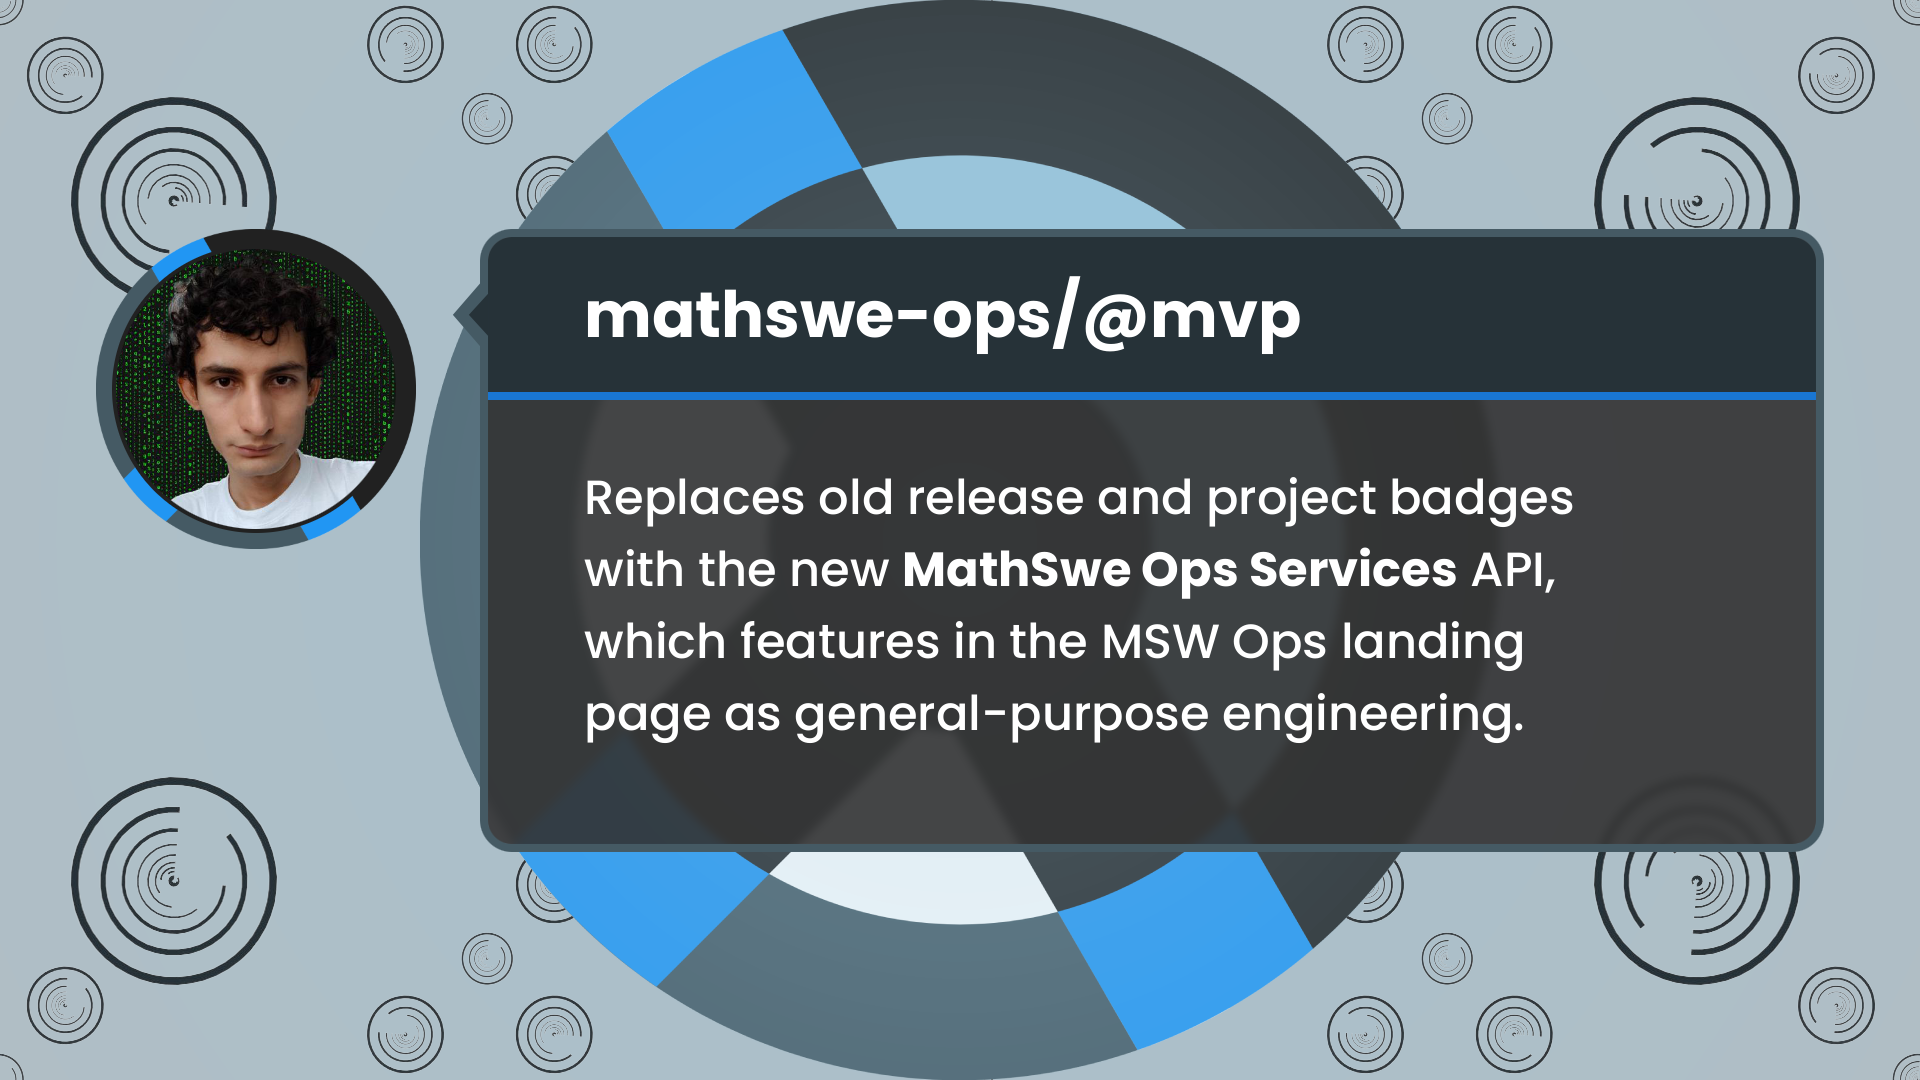 mathswe-ops/@mvp
Replaces old release and project badges
with the new MathSwe Ops Services API,
which features in the MSW Ops landing
page as general-purpose engineering.